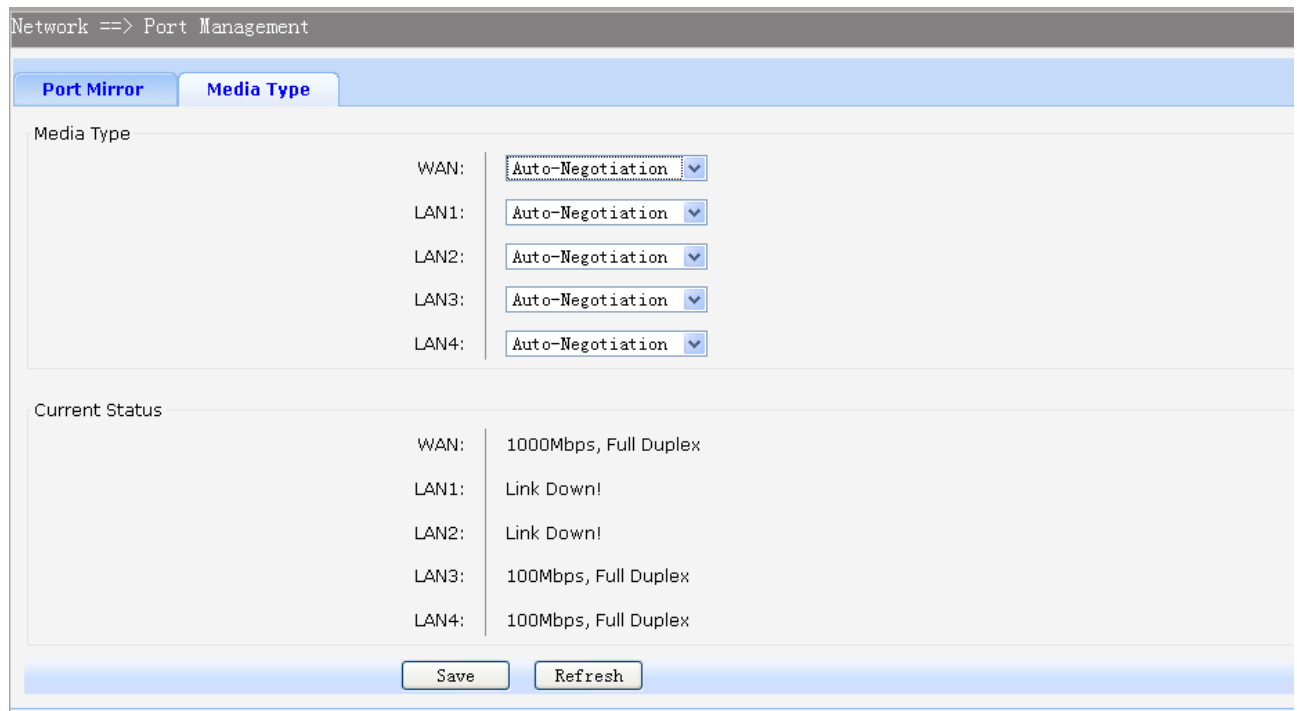 Network ==> Port Management
Port Mirror Media Type
Media Type
WAN: Auto-Negotiation
LAN1: Auto-Negotiation
LAN2: Auto-Negotiation
LAN3: Auto-Negotiation
LAN4: Auto-Negotiation
Current Status
WAN: 1000Mbps, Full Duplex
LAN1: Link Down!
LAN2: Link Down!
LAN3: 100Mbps, Full Duplex
LAN4: 100Mbps, Full Duplex
Save Refresh